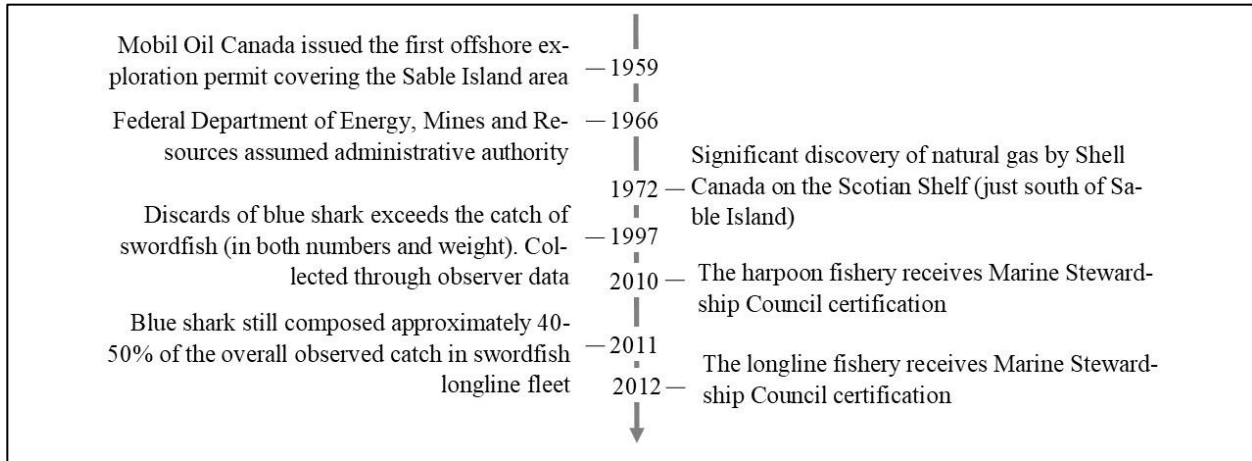 Mobil Oil Canada issued the first offshore ex-
ploration permit covering the Sable Island area
1959
Federal Department of Energy, Mines and Re-
sources assumed administrative authority
1966
1972
Significant discovery of natural gas by Shell
Canada on the Scotian Shelf (just south of Sa-
ble Island)
Discards of blue shark exceeds the catch of
swordfish (in both numbers and weight). Col-
lected through observer data
1997
2010
The harpoon fishery receives Marine Steward-
ship Council certification
Blue shark still composed approximately 40-
50% of the overall observed catch in swordfish
longline fleet
2011
2012
The longline fishery receives Marine Steward-
ship Council certification